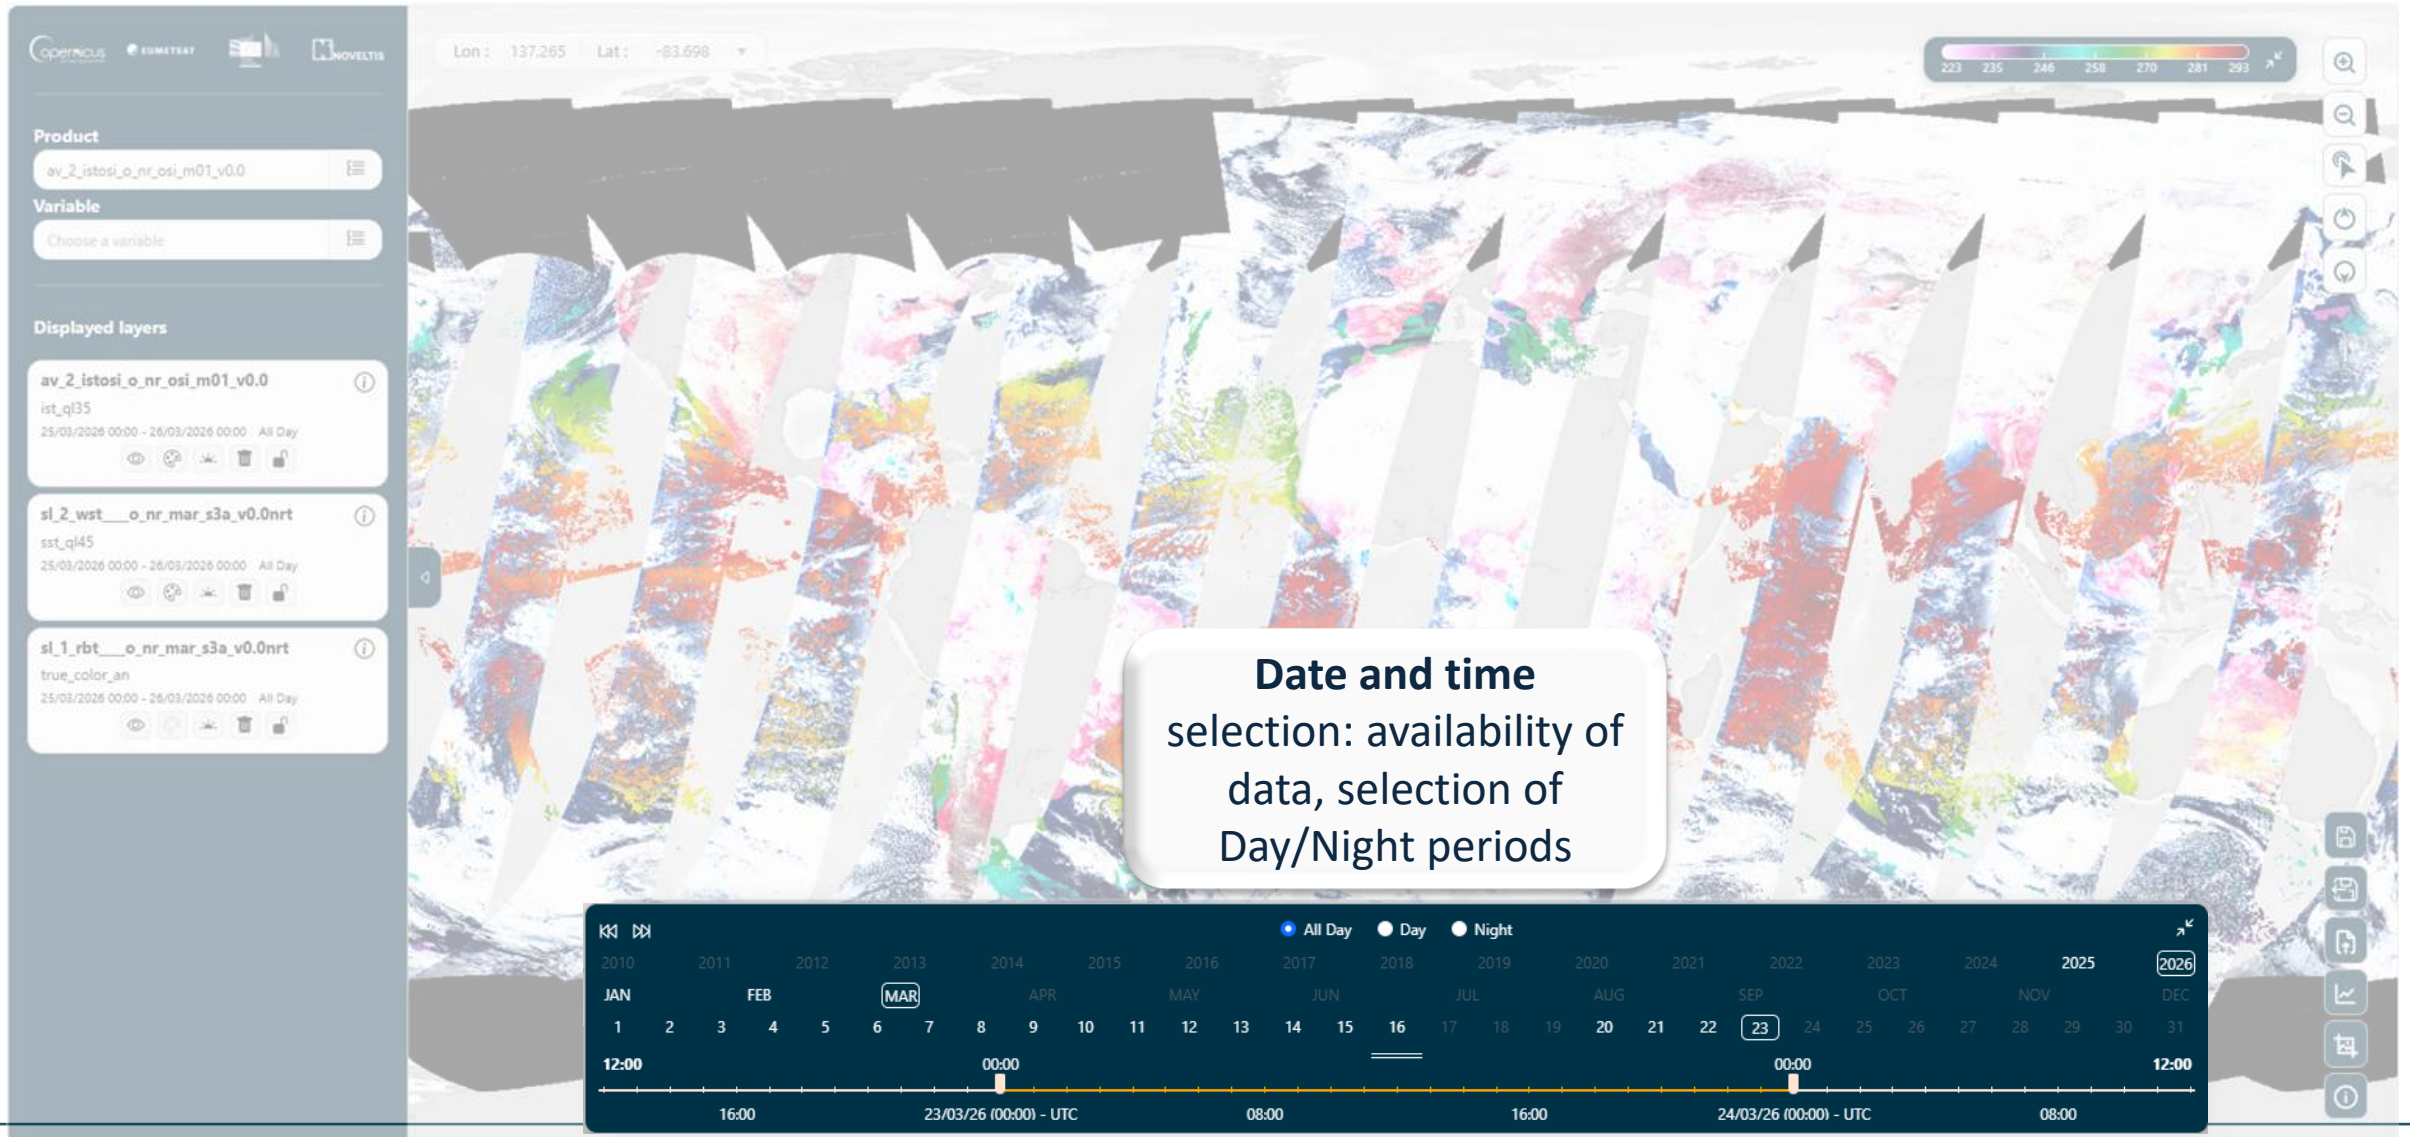 Copernicus EUMETSAT NOVELTIS
Lon : 137.265 Lat : -83.698
223 235 246 258 270 281 293
Product
av_2_istosi_o_nr_osi_m01_v0.0
Variable
Choose a variable
Displayed layers
av_2_istosi_o_nr_osi_m01_v0.0
ist_ql35
25/03/2026 00:00 - 26/03/2026 00:00 All Day
sl_2_wst___o_nr_mar_s3a_v0.0nrt
sst_ql45
25/03/2026 00:00 - 26/03/2026 00:00 All Day
sl_1_rbt___o_nr_mar_s3a_v0.0nrt
true_color_an
25/03/2026 00:00 - 26/03/2026 00:00 All Day
Date and time
selection: availability of
data, selection of
Day/Night periods
All Day Day Night
2010 2011 2012 2013 2014 2015 2016 2017 2018 2019 2020 2021 2022 2023 2024 2025 2026
JAN FEB MAR APR MAY JUN JUL AUG SEP OCT NOV DEC
1 2 3 4 5 6 7 8 9 10 11 12 13 14 15 16 17 18 19 20 21 22 23 24 25 26 27 28 29 30 31
12:00 00:00 00:00 12:00
16:00 23/03/26 (00:00) - UTC 08:00 16:00 24/03/26 (00:00) - UTC 08:00